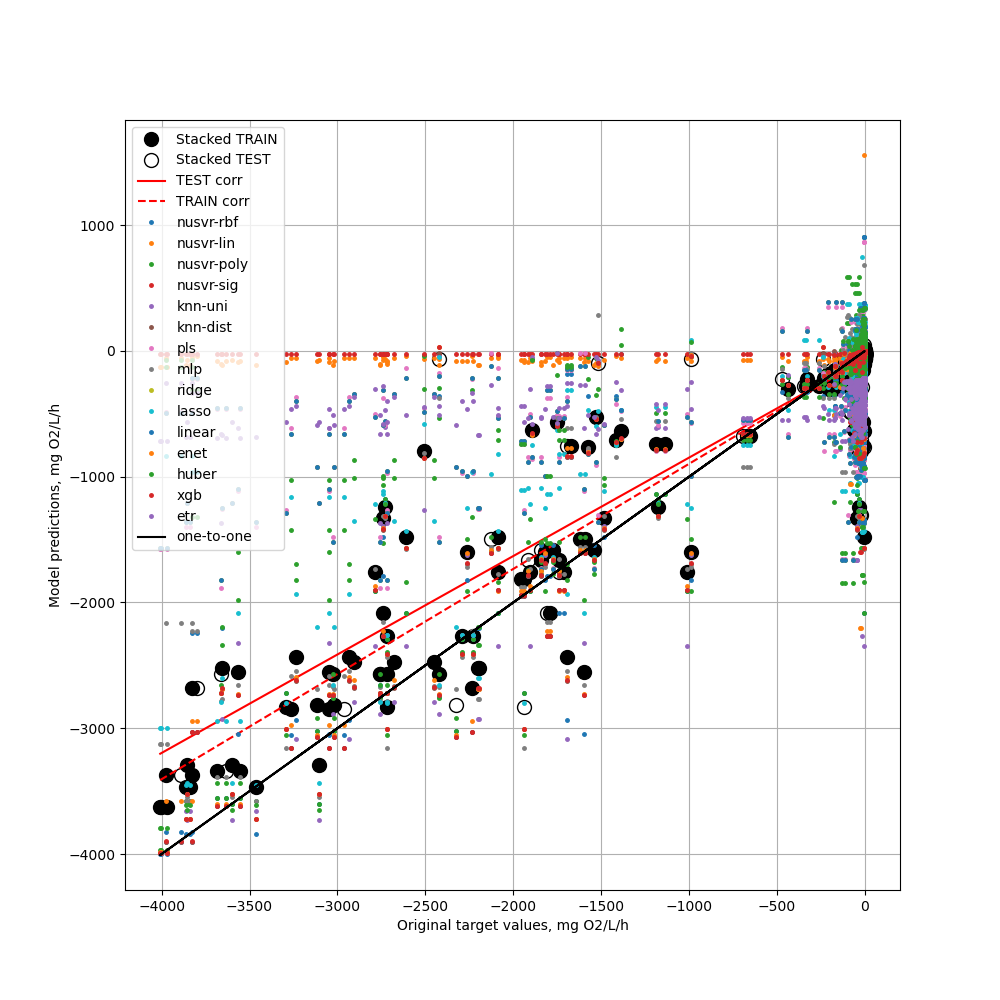 Stacked TRAIN
Stacked TEST
TEST corr
TRAIN corr
nusvr-rbf
nusvr-lin
nusvr-poly
nusvr-sig
knn-uni
knn-dist
pls
mlp
ridge
lasso
linear
enet
huber
xgb
etr
one-to-one
1000
0
−1000
−2000
−3000
−4000
Model predictions, mg O2/L/h
−4000 −3500 −3000 −2500 −2000 −1500 −1000 −500 0
Original target values, mg O2/L/h